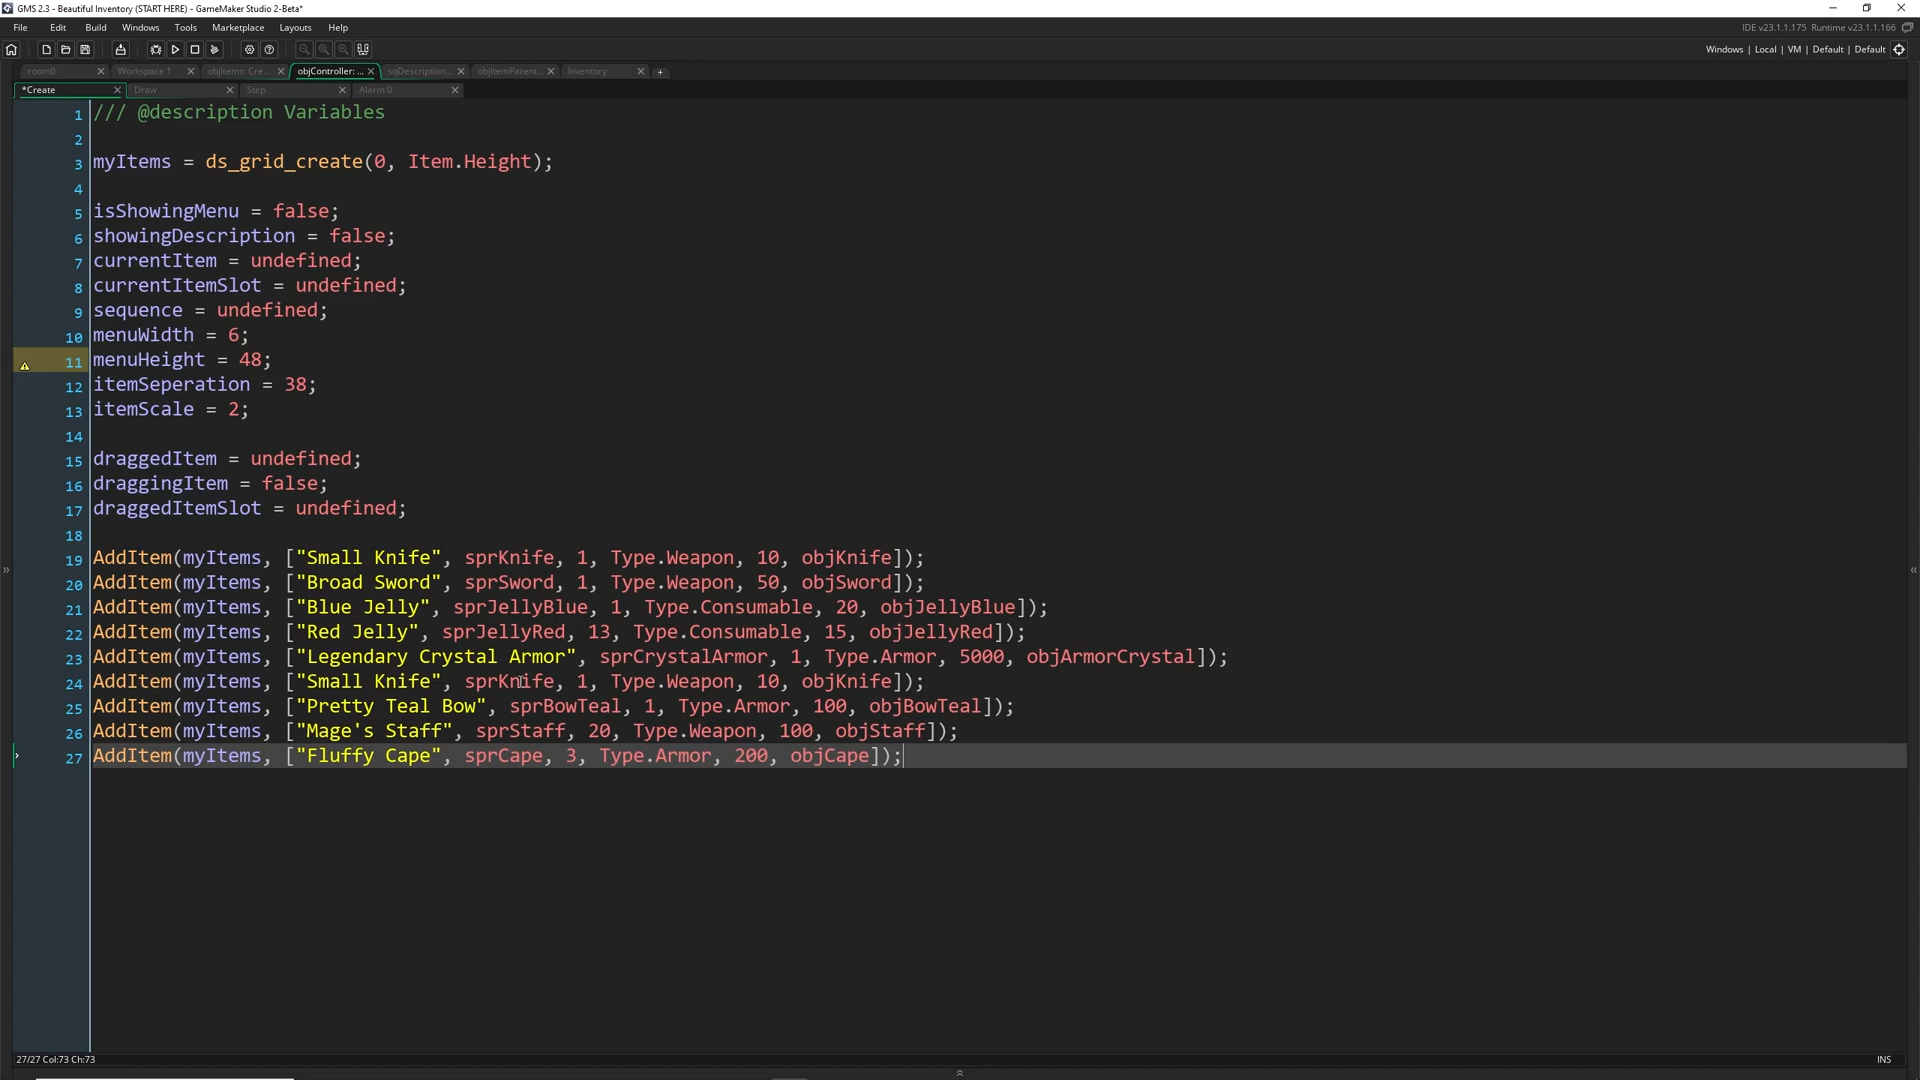 GMS 2.3 - Beautiful Inventory (START HERE) - GameMaker Studio 2-Beta*
File Edit Build Windows Tools Marketplace Layouts Help
IDE v23.1.1.175 Runtime v23.1.1.166
Windows | Local | VM | Default | Default
room0 Workspace 1 objItems: Cre... objController: ... sqDescription... objItemParent... Inventory
*Create Draw Step Alarm 0
1 /// @description Variables
2
3 myItems = ds_grid_create(0, Item.Height);
4
5 isShowingMenu = false;
6 showingDescription = false;
7 currentItem = undefined;
8 currentItemSlot = undefined;
9 sequence = undefined;
10 menuWidth = 6;
11 menuHeight = 48;
12 itemSeperation = 38;
13 itemScale = 2;
14
15 draggedItem = undefined;
16 draggingItem = false;
17 draggedItemSlot = undefined;
18
19 AddItem(myItems, ["Small Knife", sprKnife, 1, Type.Weapon, 10, objKnife]);
20 AddItem(myItems, ["Broad Sword", sprSword, 1, Type.Weapon, 50, objSword]);
21 AddItem(myItems, ["Blue Jelly", sprJellyBlue, 1, Type.Consumable, 20, objJellyBlue]);
22 AddItem(myItems, ["Red Jelly", sprJellyRed, 13, Type.Consumable, 15, objJellyRed]);
23 AddItem(myItems, ["Legendary Crystal Armor", sprCrystalArmor, 1, Type.Armor, 5000, objArmorCrystal]);
24 AddItem(myItems, ["Small Knife", sprKnife, 1, Type.Weapon, 10, objKnife]);
25 AddItem(myItems, ["Pretty Teal Bow", sprBowTeal, 1, Type.Armor, 100, objBowTeal]);
26 AddItem(myItems, ["Mage's Staff", sprStaff, 20, Type.Weapon, 100, objStaff]);
27 AddItem(myItems, ["Fluffy Cape", sprCape, 3, Type.Armor, 200, objCape]);
27/27 Col:73 Ch:73
INS